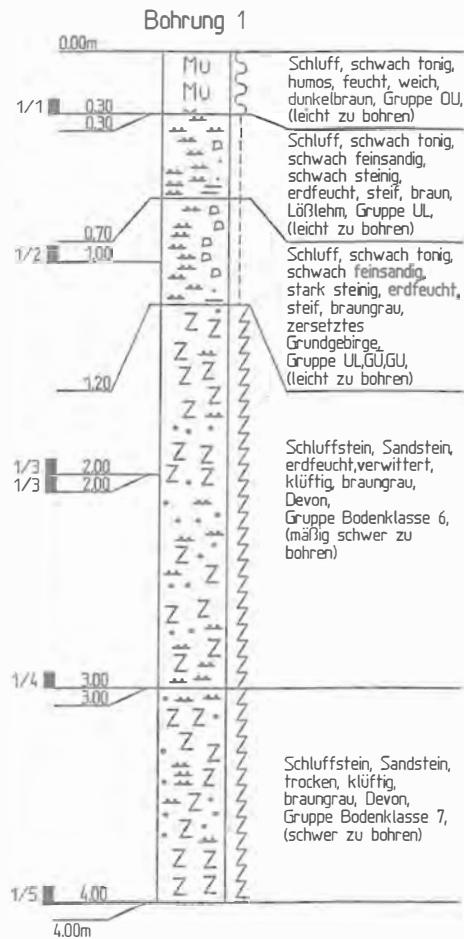 Bohrung 1
0.00m
Mu
Mu
Schluff, schwach tonig,
humos, feucht, weich,
dunkelbraun, Gruppe OU,
(leicht zu bohren)
1/1 0.30
0.30
Schluff, schwach tonig,
schwach feinsandig,
schwach steinig,
erdfeucht, steif, braun,
Lößlehm, Gruppe UL,
(leicht zu bohren)
0.70
1/2 1.00
Schluff, schwach tonig,
schwach feinsandig,
stark steinig, erdfeucht,
steif, braungrau,
zersetztes
Grundgebirge,
Gruppe UL,GU,GU,
(leicht zu bohren)
1.20
1/3 2.00
1/3 2.00
Schluffstein, Sandstein,
erdfeucht,verwittert,
klüftig, braungrau,
Devon,
Gruppe Bodenklasse 6,
(mäßig schwer zu
bohren)
1/4 3.00
3.00
Schluffstein, Sandstein,
trocken, klüftig,
braungrau, Devon,
Gruppe Bodenklasse 7,
(schwer zu bohren)
1/5 4.00
4.00m